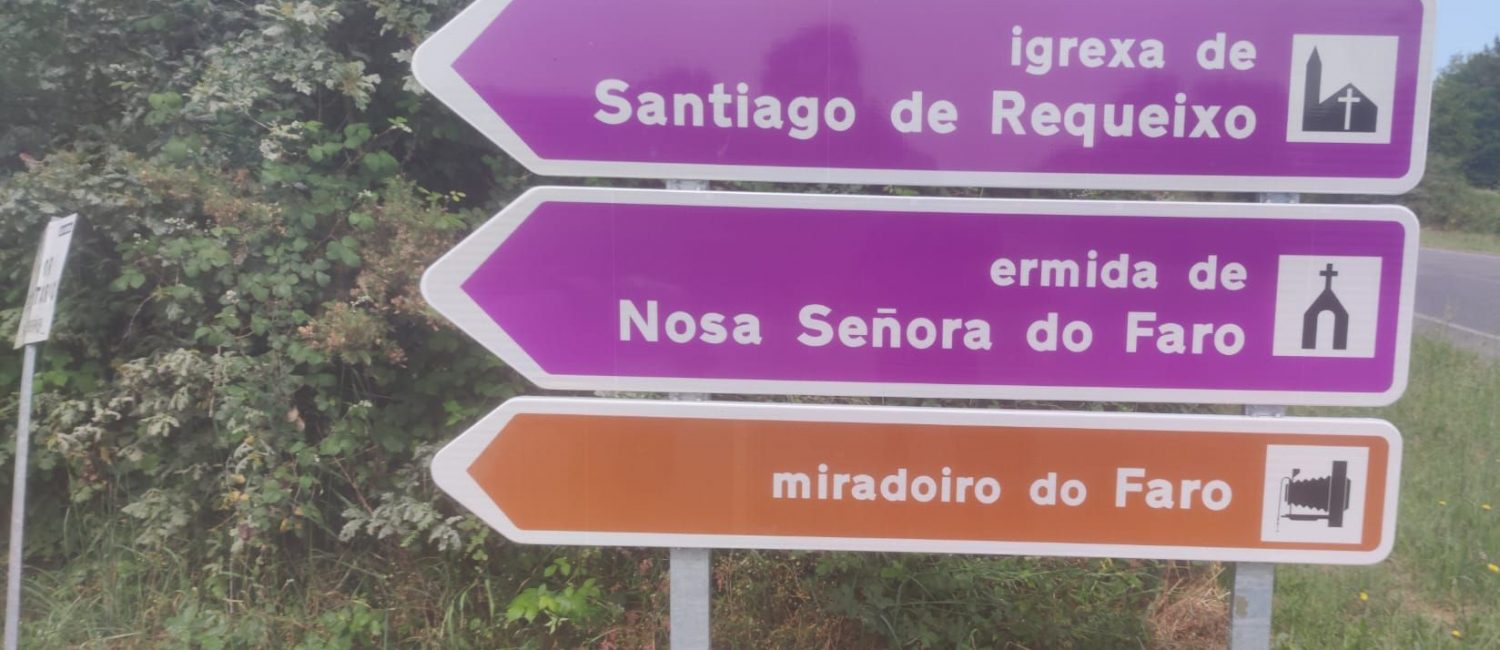 igrexa de
Santiago de Requeixo
ermida de
Nosa Señora do Faro
miradoiro do Faro